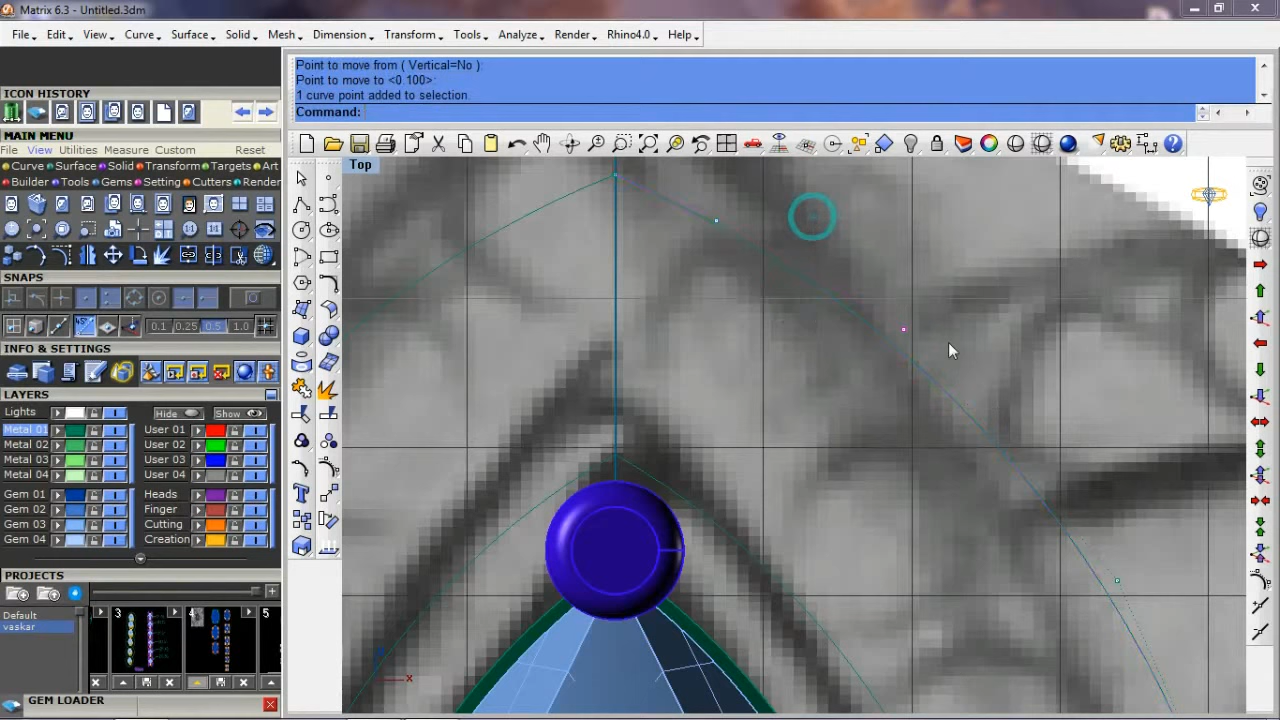 Matrix 6.3 - Untitled.3dm
File Edit View Curve Surface Solid Mesh Dimension Transform Tools Analyze Render Rhino4.0 Help
Point to move from ( Vertical=No ):
Point to move to <0.100>:
1 curve point added to selection.
Command:
ICON HISTORY
MAIN MENU
File View Utilities Measure Company Reset
Curve Surface Solid Transform Targets Art
Builder Tools Gems Setting Cutters Render
SNAPS
0.1 0.25 0.5 1.0
INFO & SETTINGS
LAYERS
Lights Hide Show
Metal 01 User 01
Metal 02 User 02
Metal 03 User 03
Metal 04 User 04
Gem 01 Heads
Gem 02 Finger
Gem 03 Cutting
Gem 04 Creation
PROJECTS
Default
vaskar
3 4 5
GEM LOADER
Top
x